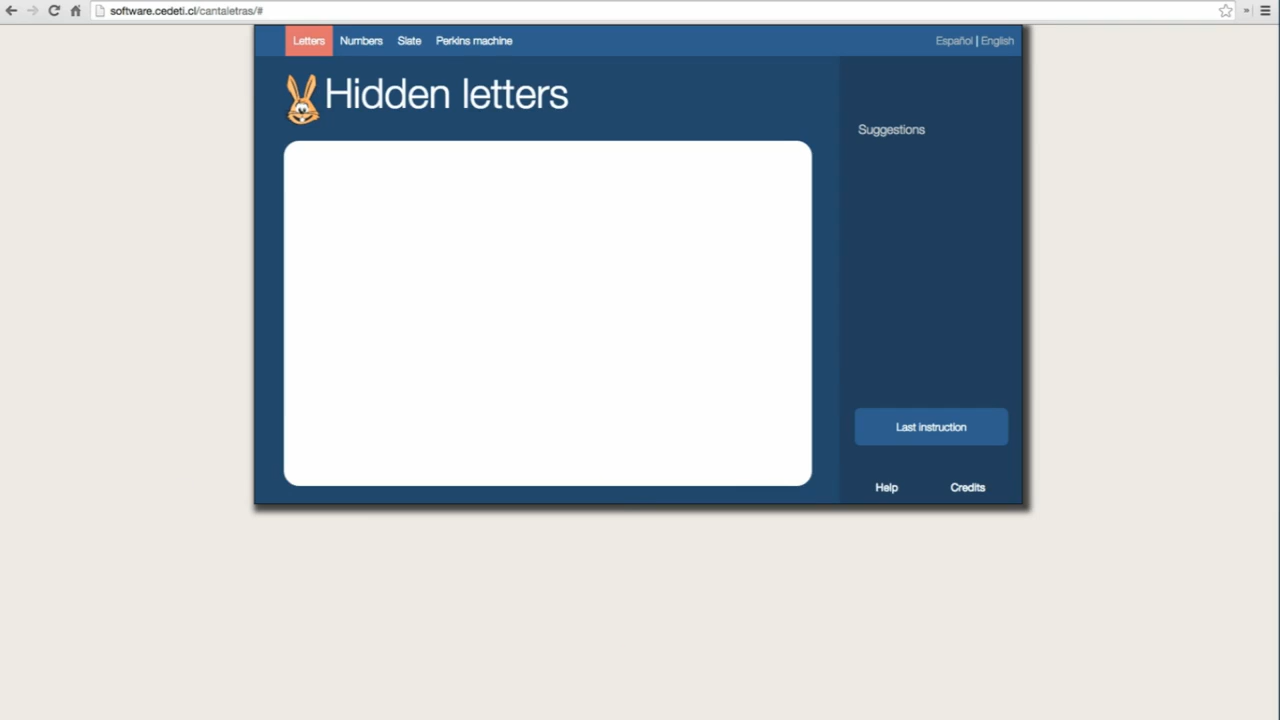 software.cedeti.cl/cantaletras/#
Letters Numbers Slate Perkins machine Español | English
Hidden letters
Suggestions
Last instruction
Help Credits